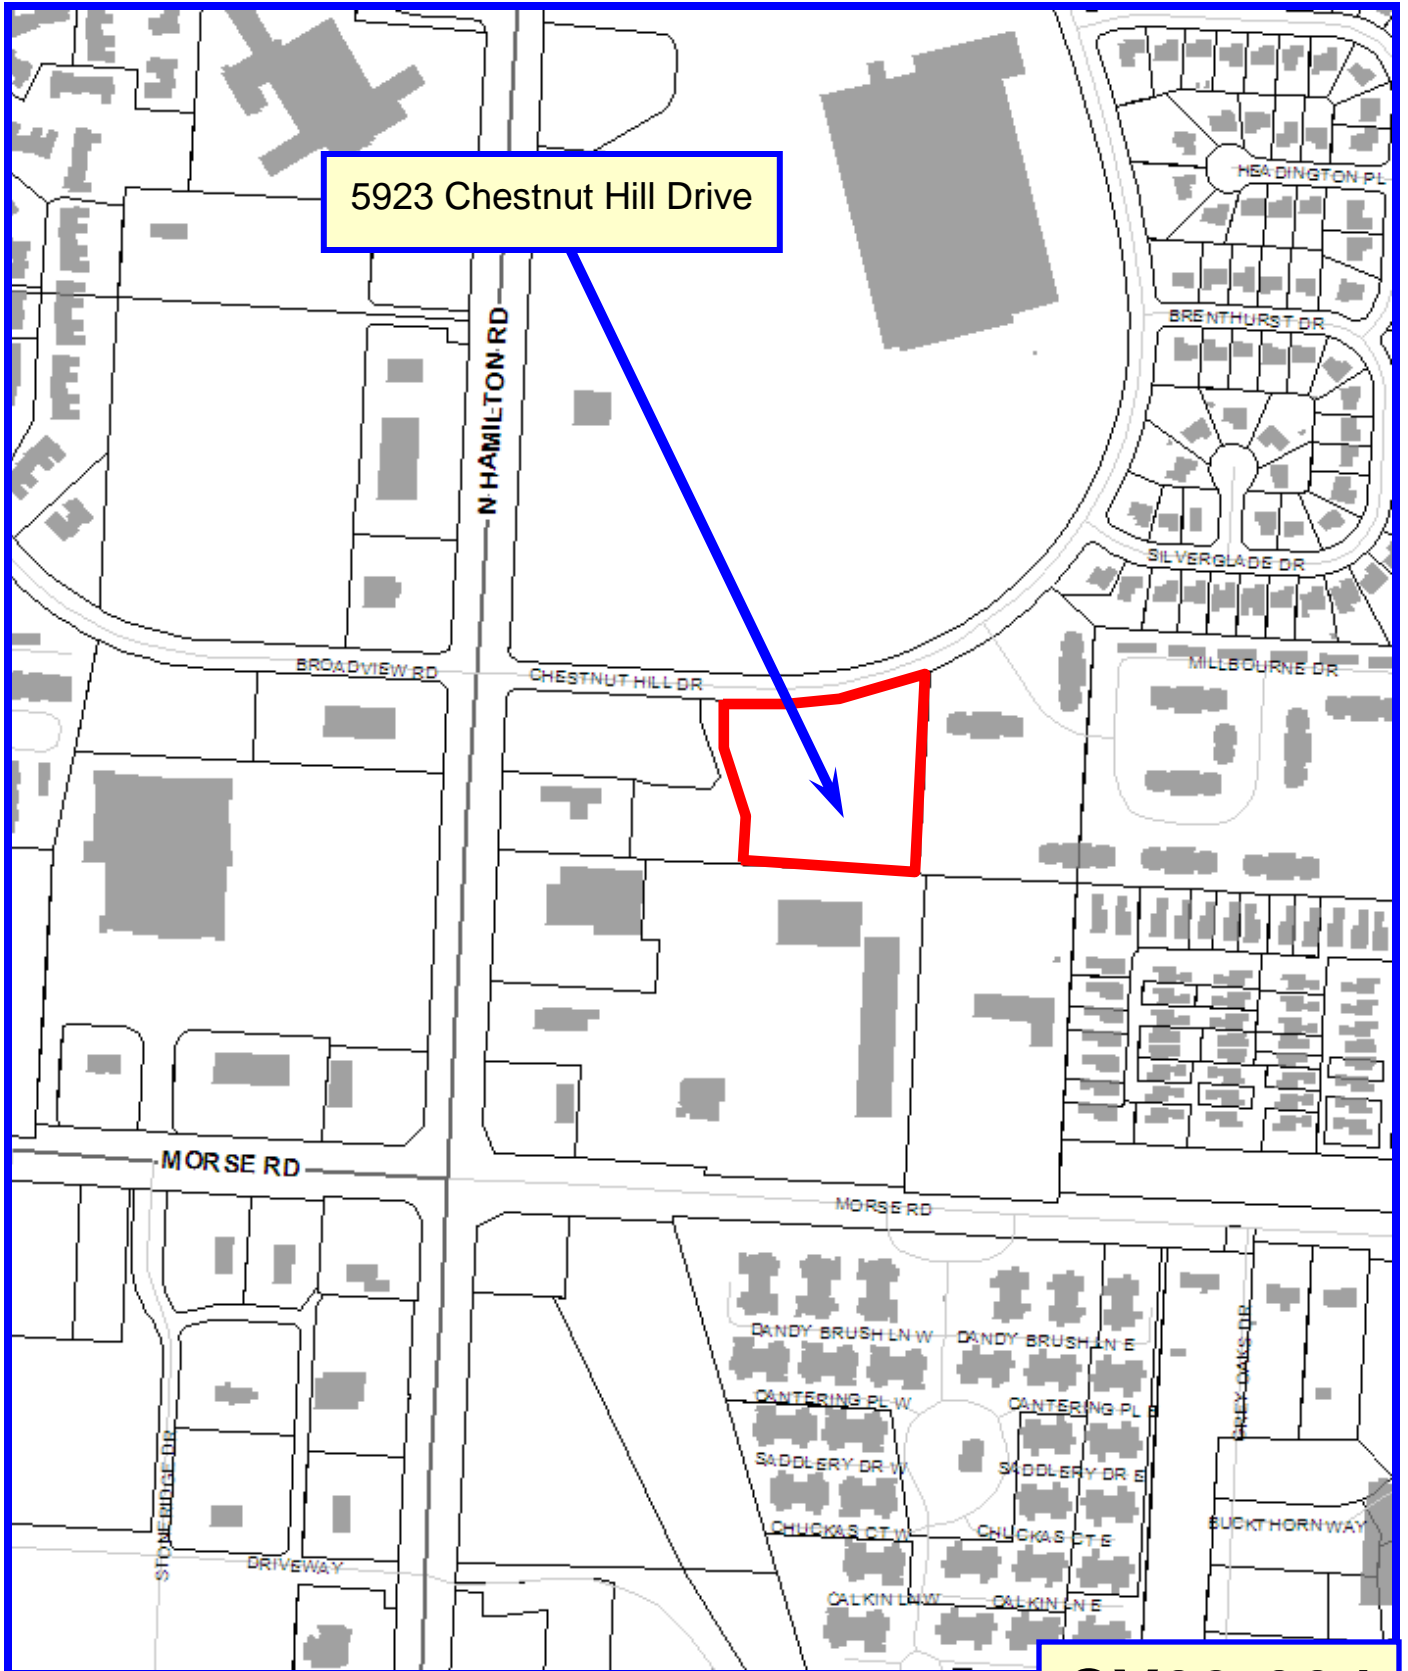 HEADINGTON PL
5923 Chestnut Hill Drive
BRENTHURST DR
N HAMILTON RD
SILVERGLADE DR
BROADVIEW RD
CHESTNUT HILL DR
MILLBOURNE DR
MORSE RD
MORSE RD
DANDY BRUSH LN W
DANDY BRUSH LN E
GREY OAKS DR
CANTERING PL W
CANTERING PL E
SADDLERY DR W
SADDLERY DR E
STONERIDGE DR
CHUCKAS CT W
CHUCKAS CT E
BUCKTHORN WAY
DRIVEWAY
CALKIN LN W
CALKIN LN E